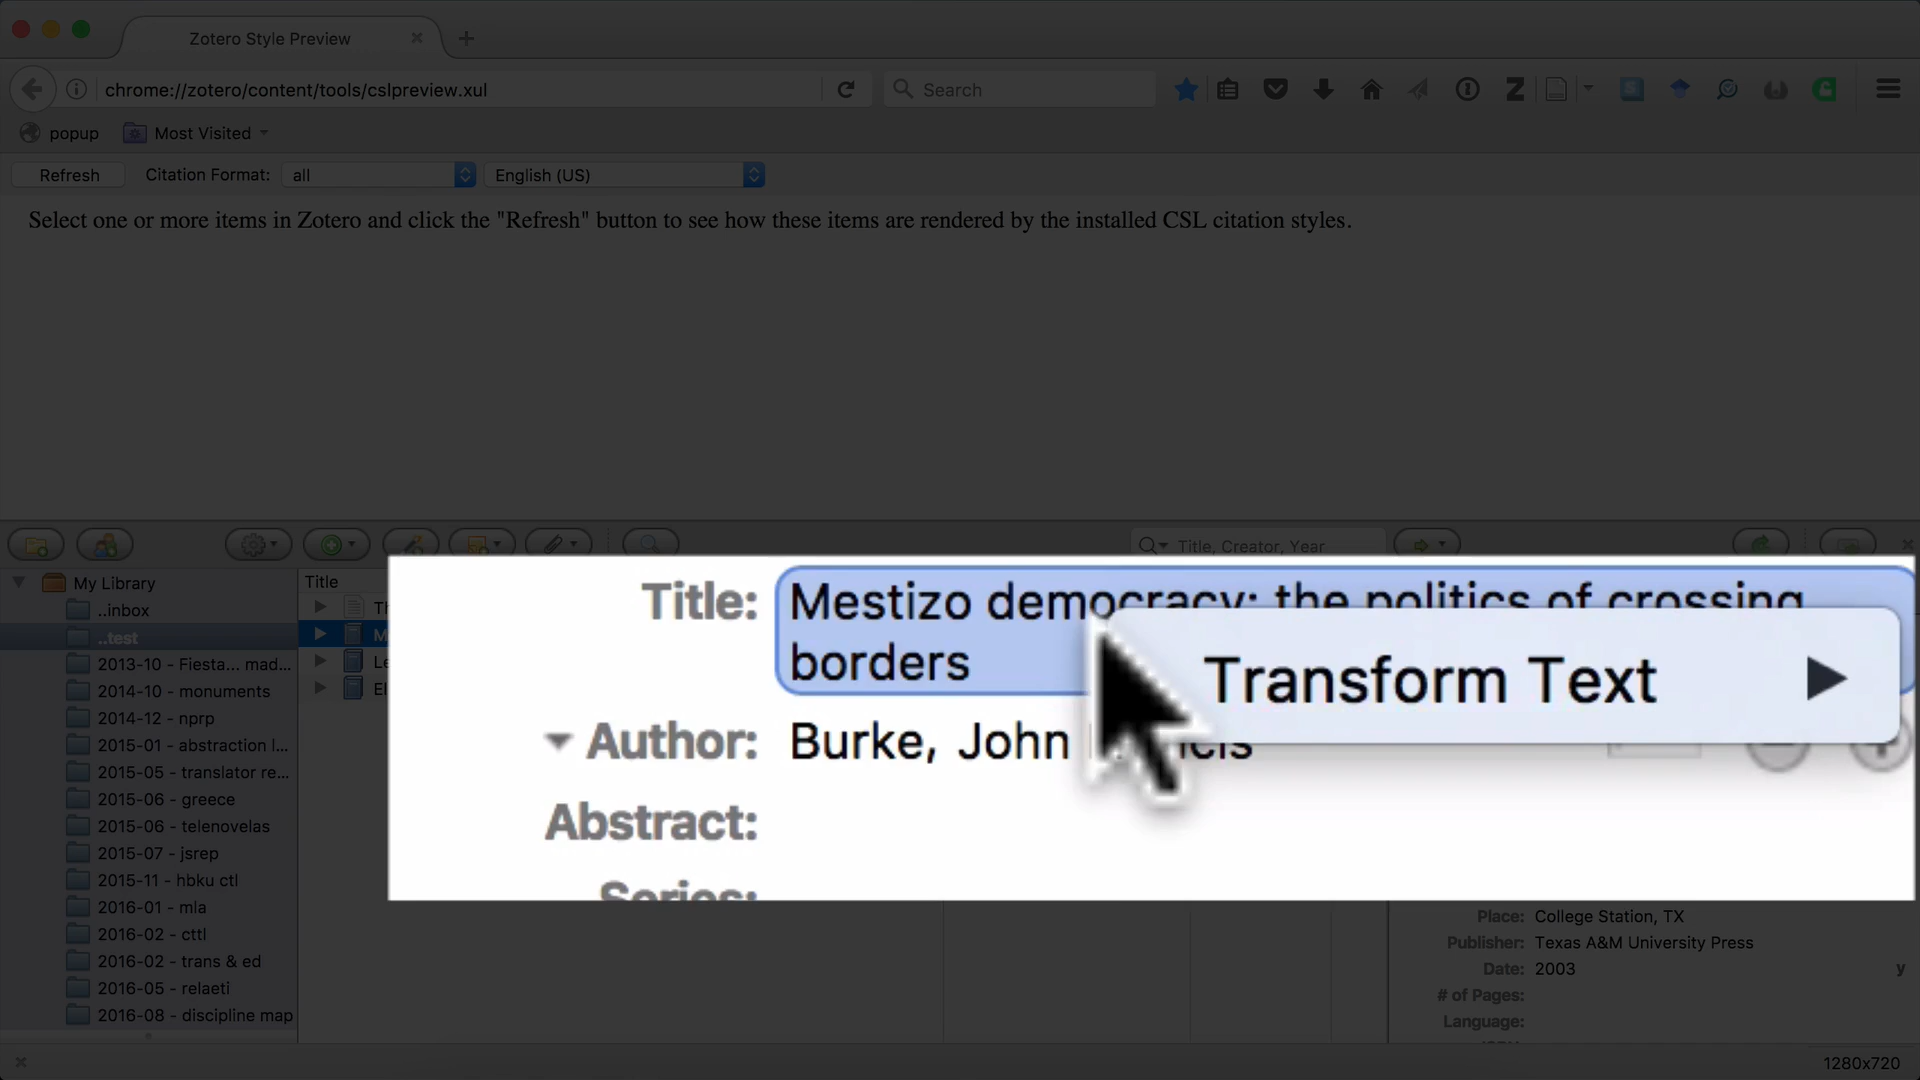 Zotero Style Preview
chrome://zotero/content/tools/cslpreview.xul
Search
popup
Most Visited
Refresh
Citation Format:
all
English (US)
Select one or more items in Zotero and click the "Refresh" button to see how these items are rendered by the installed CSL citation styles.
Title, Creator, Year
My Library
..inbox
..test
2013-10 - Fiesta... mad...
2014-10 - monuments
2014-12 - nprp
2015-01 - abstraction l...
2015-05 - translator re...
2015-06 - greece
2015-06 - telenovelas
2015-07 - jsrep
2015-11 - hbku ctl
2016-01 - mla
2016-02 - cttl
2016-02 - trans & ed
2016-05 - relaeti
2016-08 - discipline map
Title
Title: Mestizo democracy: the politics of crossing
borders
Transform Text
Author: Burke, John
Abstract:
Series:
Place: College Station, TX
Publisher: Texas A&M University Press
Date: 2003
y
# of Pages:
Language:
1280x720